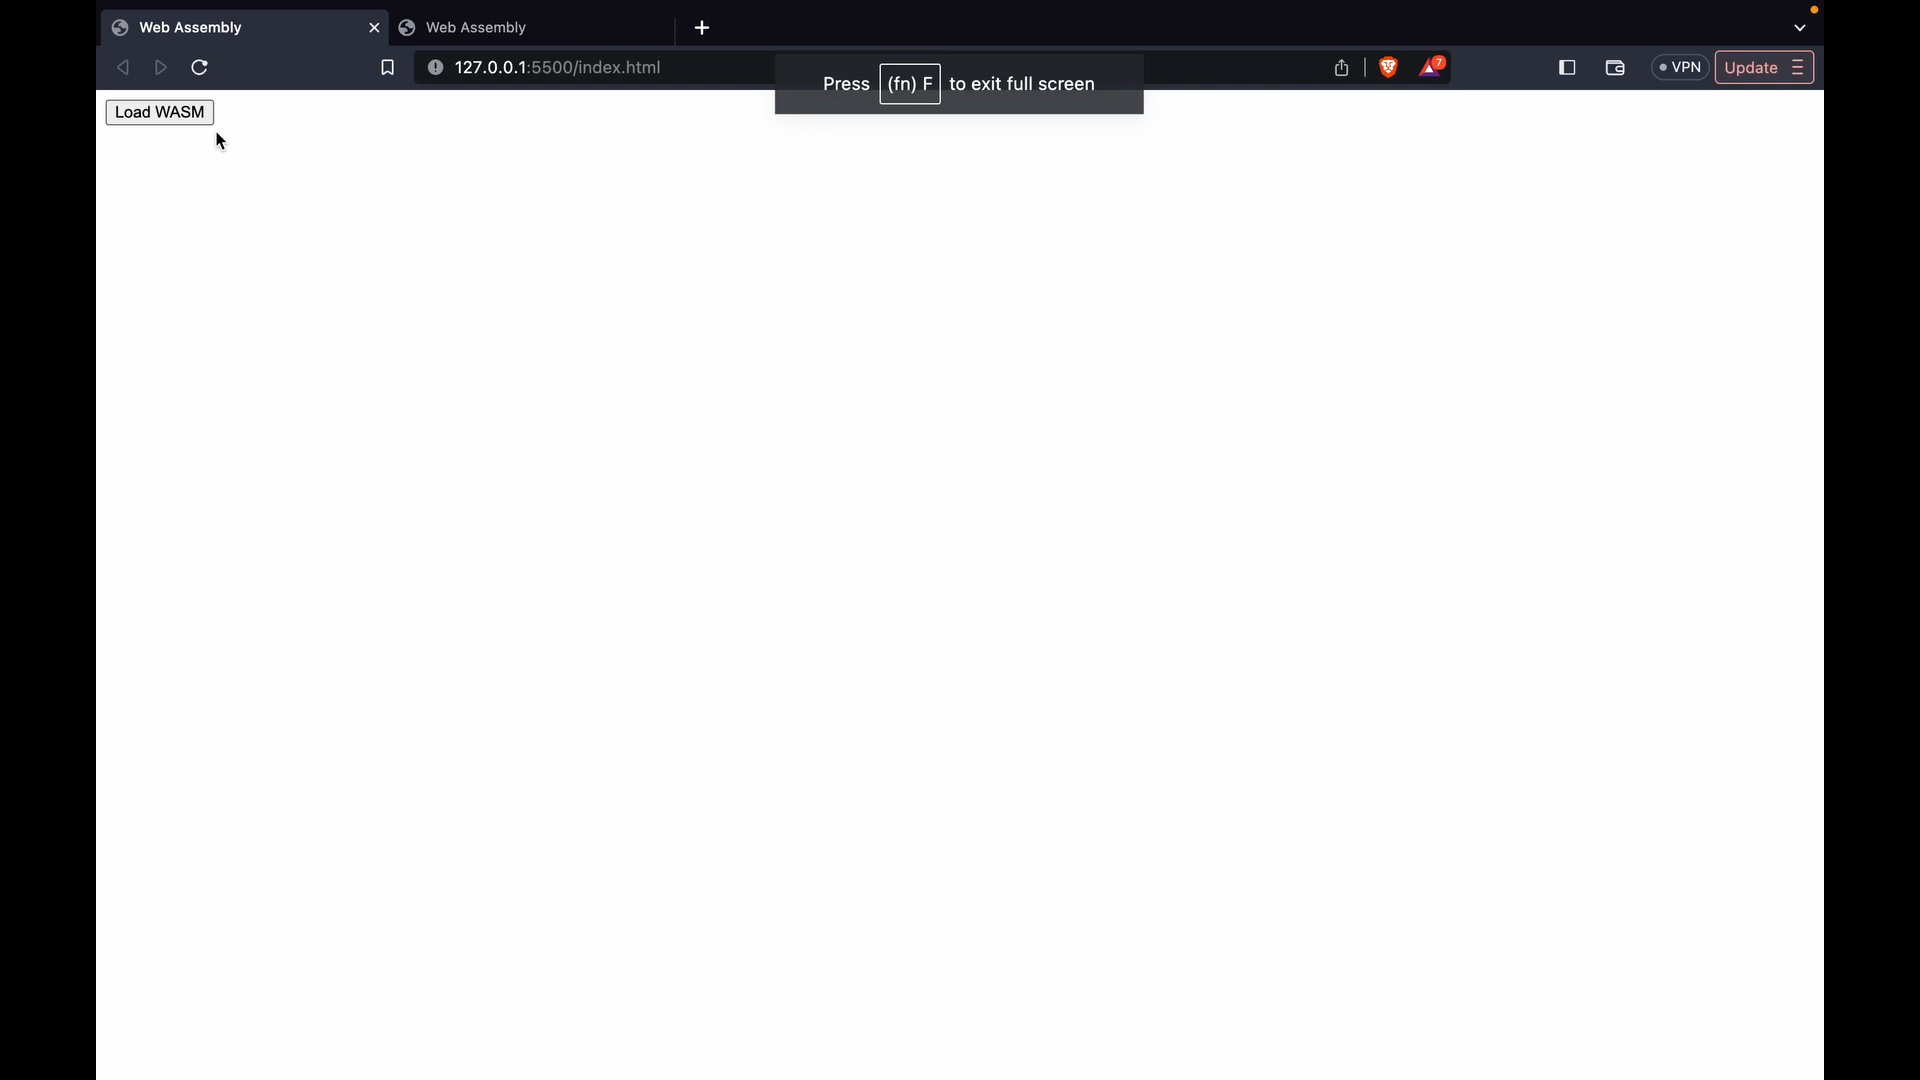 Web Assembly
Web Assembly
127.0.0.1:5500/index.html
7
VPN
Update
Press (fn) F to exit full screen
Load WASM